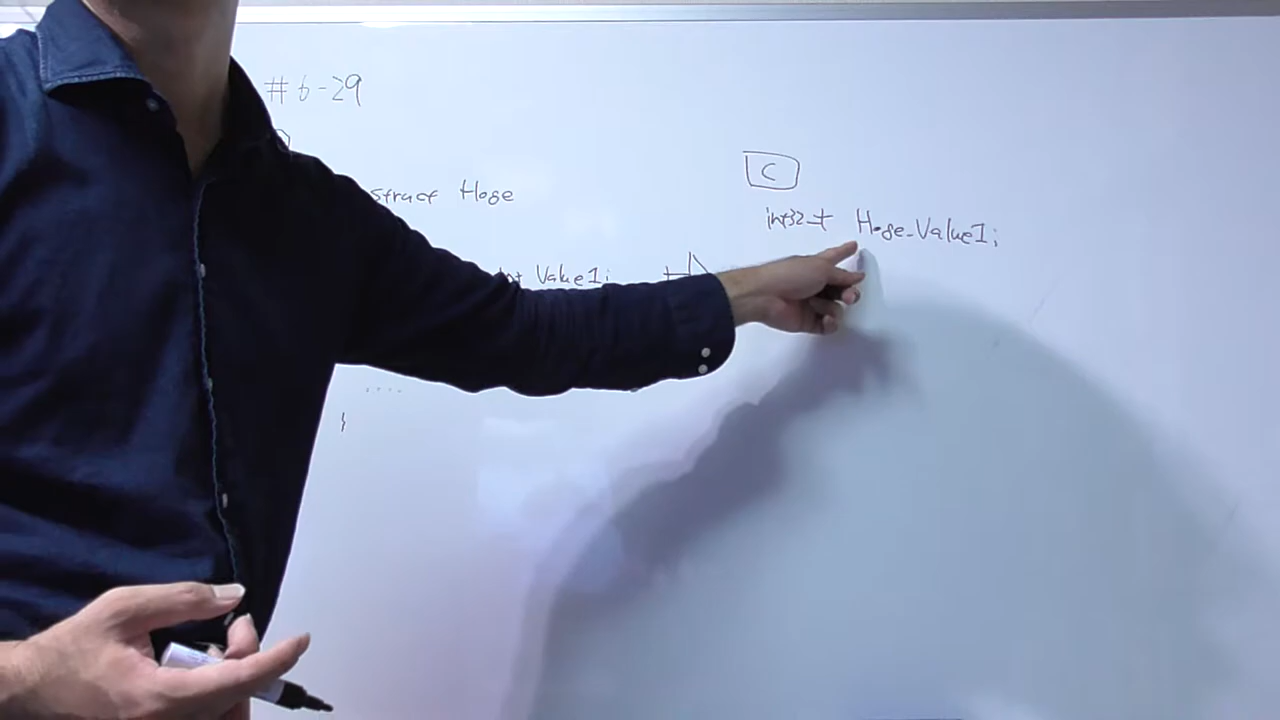 #6-29
struct Hoge
Value1;
....
}
C
int32_t Hoge_Value1;